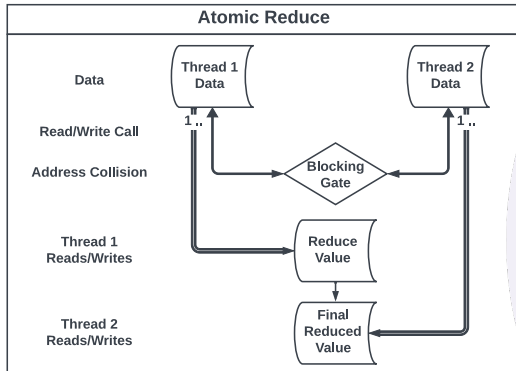 Atomic Reduce
Data
Thread 1
Data
Thread 2
Data
1 ..
1 ..
Read/Write Call
Address Collision
Blocking
Gate
Thread 1
Reads/Writes
Reduce
Value
Thread 2
Reads/Writes
Final
Reduced
Value